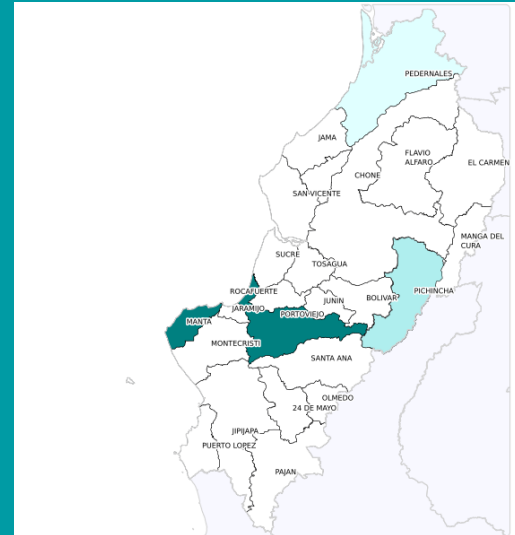 PEDERNALES
JAMA
FLAVIO
ALFARO
EL CARMEN
CHONE
SAN VICENTE
MANGA DEL
CURA
SUCRE
TOSAGUA
ROCAFUERTE
PICHINCHA
BOLIVAR
JUNIN
JARAMIJO
PORTOVIEJO
MANTA
MONTECRISTI
SANTA ANA
OLMEDO
24 DE MAYO
JIPIJAPA
PUERTO LOPEZ
PAJAN